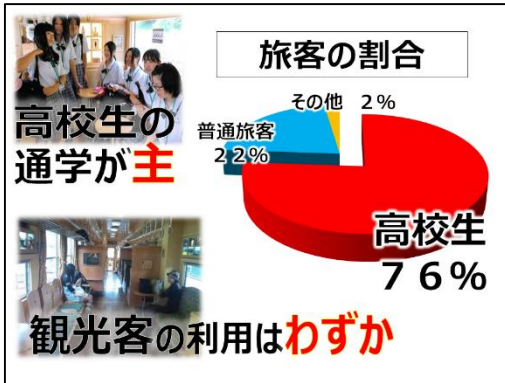 旅客の割合
高校生の
通学が主
その他 2%
普通旅客
22%
高校生
76%
観光客の利用はわずか